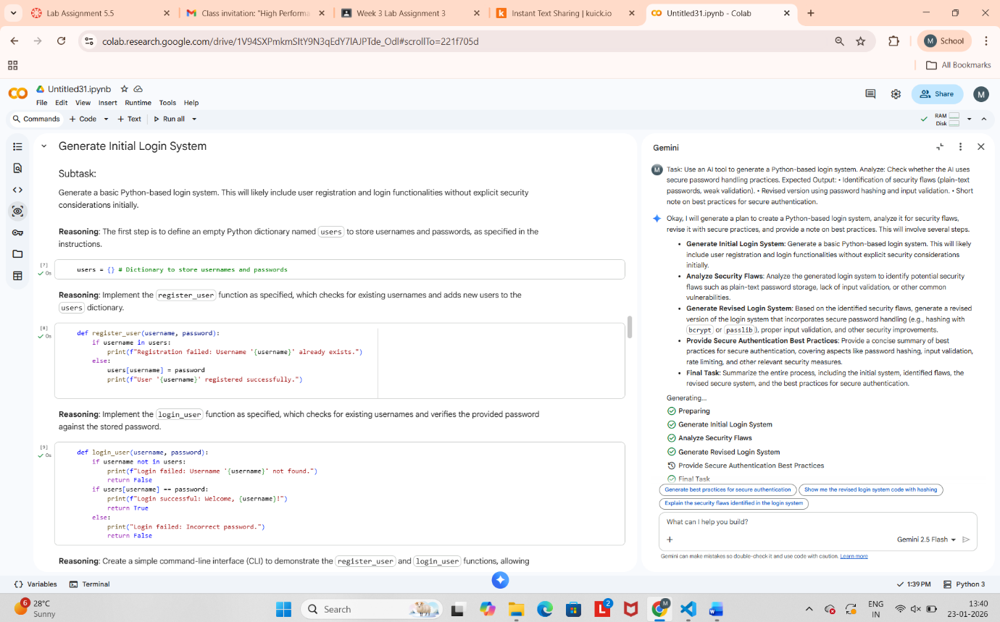 Lab Assignment 5.5
Class invitation: "High Performa
Week 3 Lab Assignment 3
Instant Text Sharing | kuick.io
Untitled31.ipynb - Colab
colab.research.google.com/drive/1V94SXPmkmSItY9N3qEdY7lAJPTde_OdI#scrollTo=221f705d
M School
All Bookmarks
Untitled31.ipynb
File Edit View Insert Runtime Tools Help
Share
M
Commands + Code + Text Run all
RAM
Disk
Generate Initial Login System
Subtask:
Generate a basic Python-based login system. This will likely include user registration and login functionalities without explicit security
considerations initially.
Reasoning: The first step is to define an empty Python dictionary named users to store usernames and passwords, as specified in the
instructions.
[7]
0s
users = {} # Dictionary to store usernames and passwords
Reasoning: Implement the register_user function as specified, which checks for existing usernames and adds new users to the
users dictionary.
[8]
0s
def register_user(username, password):
if username in users:
print(f"Registration failed: Username '{username}' already exists.")
else:
users[username] = password
print(f"User '{username}' registered successfully.")
Reasoning: Implement the login_user function as specified, which checks for existing usernames and verifies the provided password
against the stored password.
[9]
0s
def login_user(username, password):
if username not in users:
print(f"Login failed: Username '{username}' not found.")
return False
if users[username] == password:
print(f"Login successful: Welcome, {username}!")
return True
else:
print("Login failed: Incorrect password.")
return False
Reasoning: Create a simple command-line interface (CLI) to demonstrate the register_user and login_user functions, allowing
Gemini
M
Task: Use an AI tool to generate a Python-based login system. Analyze: Check whether the AI uses
secure password handling practices. Expected Output: • Identification of security flaws (plain-text
passwords, weak validation). • Revised version using password hashing and input validation. • Short
note on best practices for secure authentication.
Okay, I will generate a plan to create a Python-based login system, analyze it for security flaws,
revise it with secure practices, and provide a note on best practices. This will involve several steps.
• Generate Initial Login System: Generate a basic Python-based login system. This will likely
include user registration and login functionalities without explicit security considerations
initially.
• Analyze Security Flaws: Analyze the generated login system to identify potential security
flaws such as plain-text password storage, lack of input validation, or other common
vulnerabilities.
• Generate Revised Login System: Based on the identified security flaws, generate a revised
version of the login system that incorporates secure password handling (e.g., hashing with
bcrypt or passlib), proper input validation, and other security improvements.
• Provide Secure Authentication Best Practices: Provide a concise summary of best
practices for secure authentication, covering aspects like password hashing, input validation,
rate limiting, and other relevant security measures.
• Final Task: Summarize the entire process, including the initial system, identified flaws, the
revised secure system, and the best practices for secure authentication.
Generating...
Preparing
Generate Initial Login System
Analyze Security Flaws
Generate Revised Login System
Provide Secure Authentication Best Practices
Final Task
Generate best practices for secure authentication
Show me the revised login system code with hashing
Explain the security flaws identified in the login system
What can I help you build?
+ Gemini 2.5 Flash
Gemini can make mistakes so double-check it and use code with caution. Learn more
Variables Terminal
1:39 PM Python 3
6
28°C
Sunny
Search
2
M
ENG
IN
13:40
23-01-2026